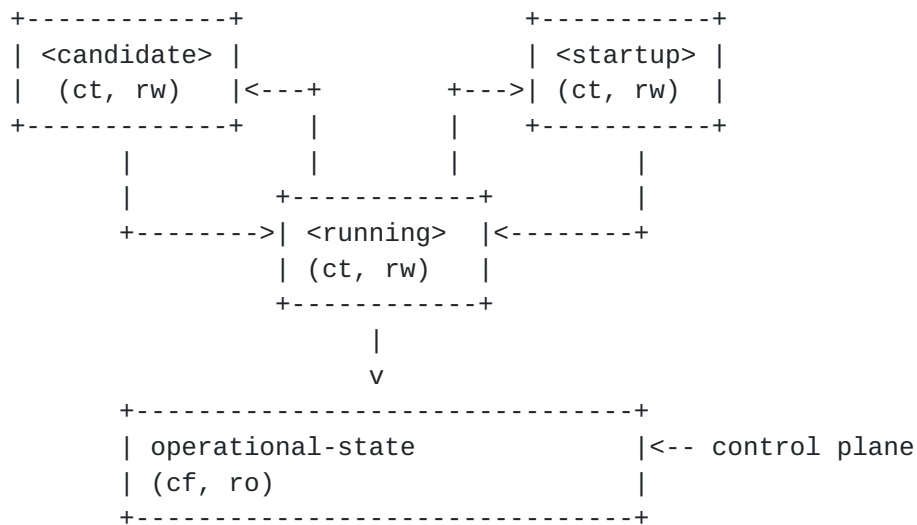 <candidate>
(ct, rw)
<startup>
(ct, rw)
<running>
(ct, rw)
v
operational-state
(cf, ro)
<-- control plane